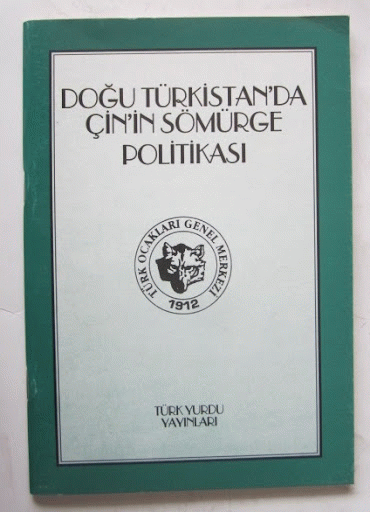 DOĞU TÜRKİSTAN'DA
ÇİN'İN SÖMÜRGE
POLİTİKASI
TÜRK OCAKLARI GENEL MERKEZİ
1912
TÜRK YURDU
YAYINLARI